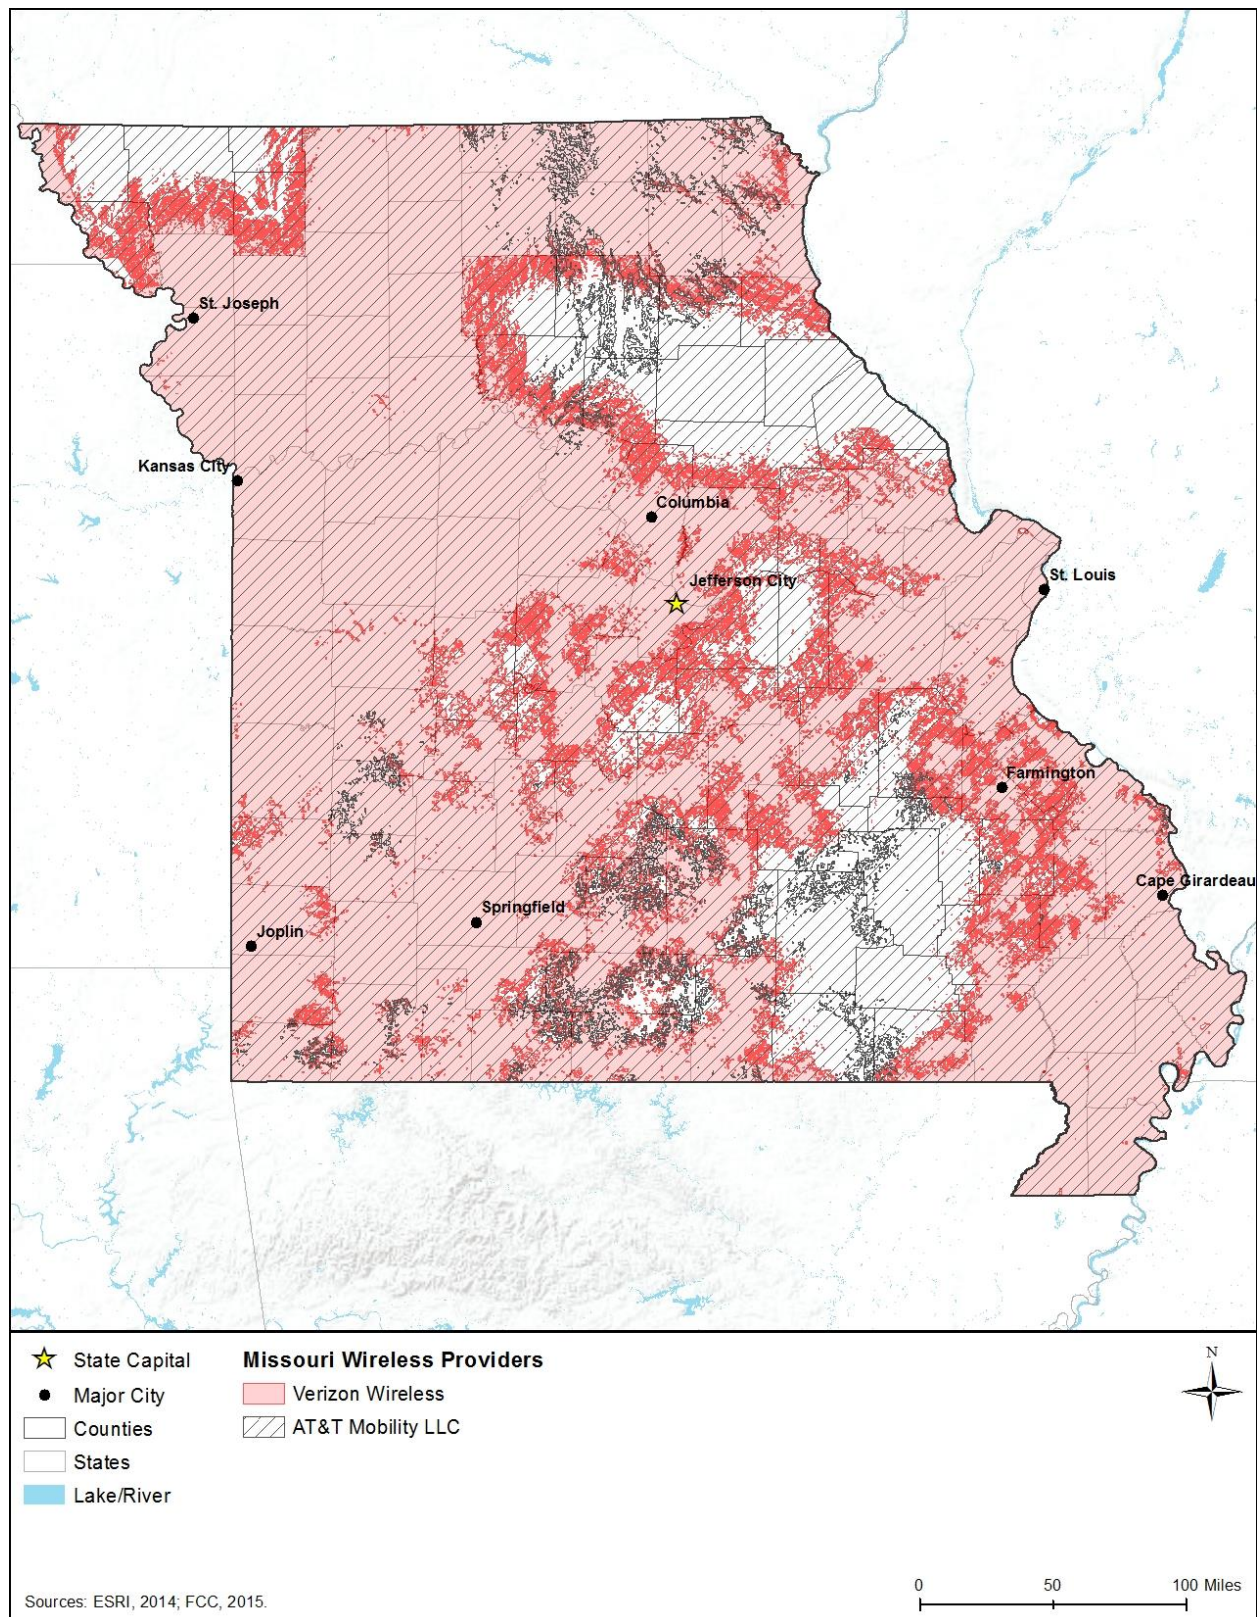 St. Joseph
Kansas City
Columbia
Jefferson City
St. Louis
Farmington
Cape Girardeau
Springfield
Joplin
State Capital
Major City
Counties
States
Lake/River
Missouri Wireless Providers
Verizon Wireless
AT&T Mobility LLC
N
Sources: ESRI, 2014; FCC, 2015.
0 50 100 Miles